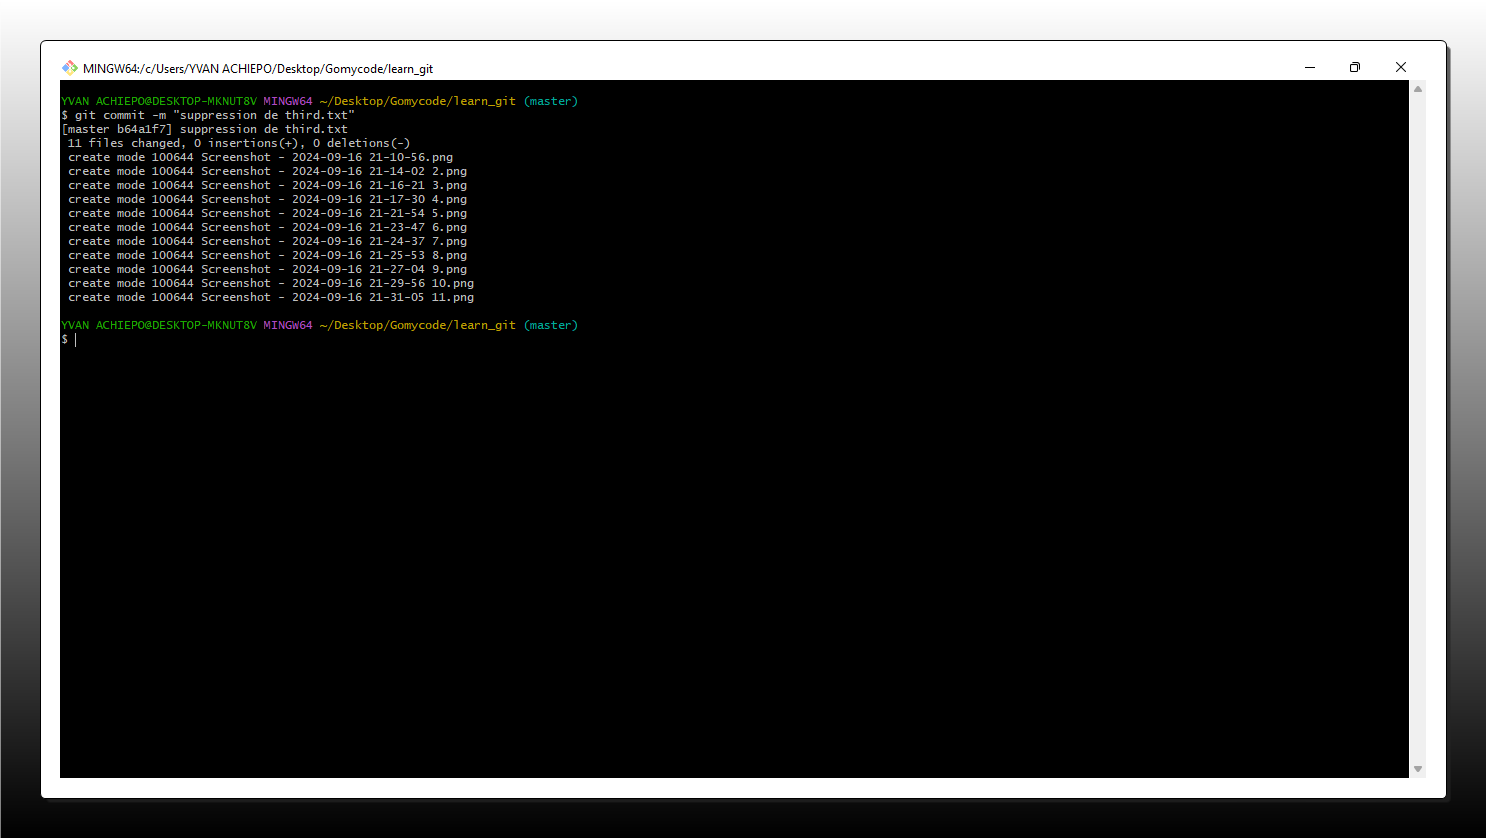 MINGW64:/c/Users/YVAN ACHIEPO/Desktop/Gomycode/learn_git
YVAN ACHIEPO@DESKTOP-MKNUT8V MINGW64 ~/Desktop/Gomycode/learn_git (master)
$ git commit -m "suppression de third.txt"
[master b64a1f7] suppression de third.txt
 11 files changed, 0 insertions(+), 0 deletions(-)
 create mode 100644 Screenshot - 2024-09-16 21-10-56.png
 create mode 100644 Screenshot - 2024-09-16 21-14-02 2.png
 create mode 100644 Screenshot - 2024-09-16 21-16-21 3.png
 create mode 100644 Screenshot - 2024-09-16 21-17-30 4.png
 create mode 100644 Screenshot - 2024-09-16 21-21-54 5.png
 create mode 100644 Screenshot - 2024-09-16 21-23-47 6.png
 create mode 100644 Screenshot - 2024-09-16 21-24-37 7.png
 create mode 100644 Screenshot - 2024-09-16 21-25-53 8.png
 create mode 100644 Screenshot - 2024-09-16 21-27-04 9.png
 create mode 100644 Screenshot - 2024-09-16 21-29-56 10.png
 create mode 100644 Screenshot - 2024-09-16 21-31-05 11.png
YVAN ACHIEPO@DESKTOP-MKNUT8V MINGW64 ~/Desktop/Gomycode/learn_git (master)
$